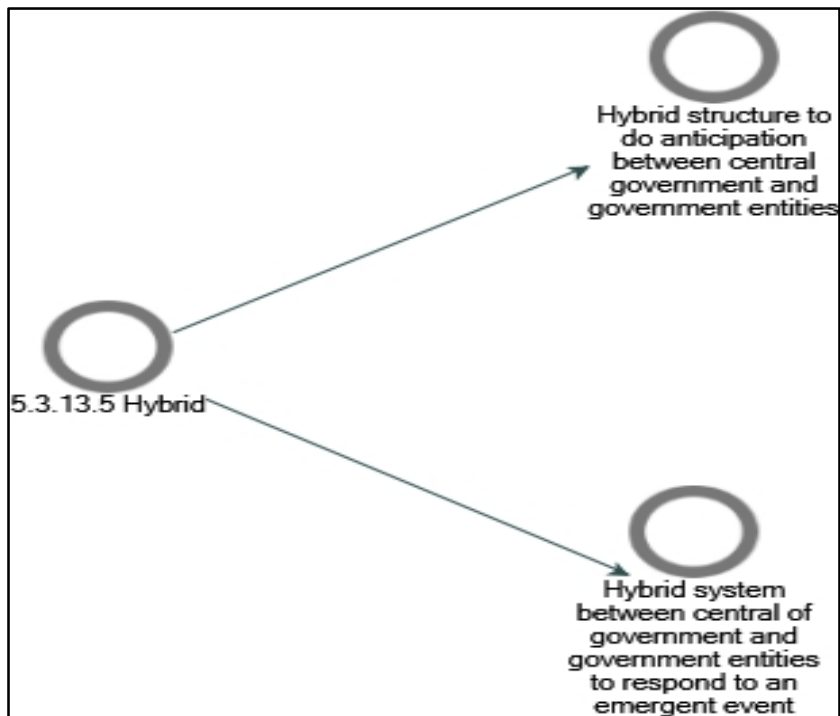 Hybrid structure to
do anticipation
between central
government and
government entities
5.3.13.5 Hybrid
Hybrid system
between central of
government and
government entities
to respond to an
emergent event